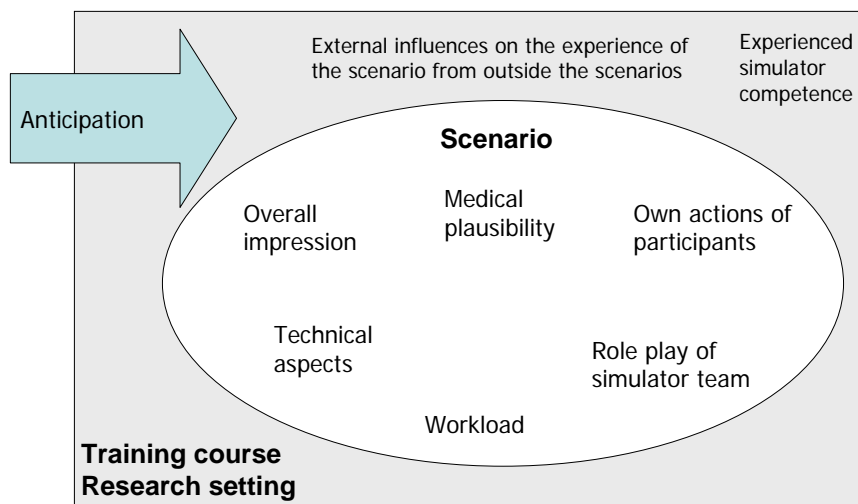 External influences on the experience of
the scenario from outside the scenarios
Experienced
simulator
competence
Anticipation
Scenario
Overall
impression
Medical
plausibility
Own actions of
participants
Technical
aspects
Role play of
simulator team
Workload
Training course
Research setting